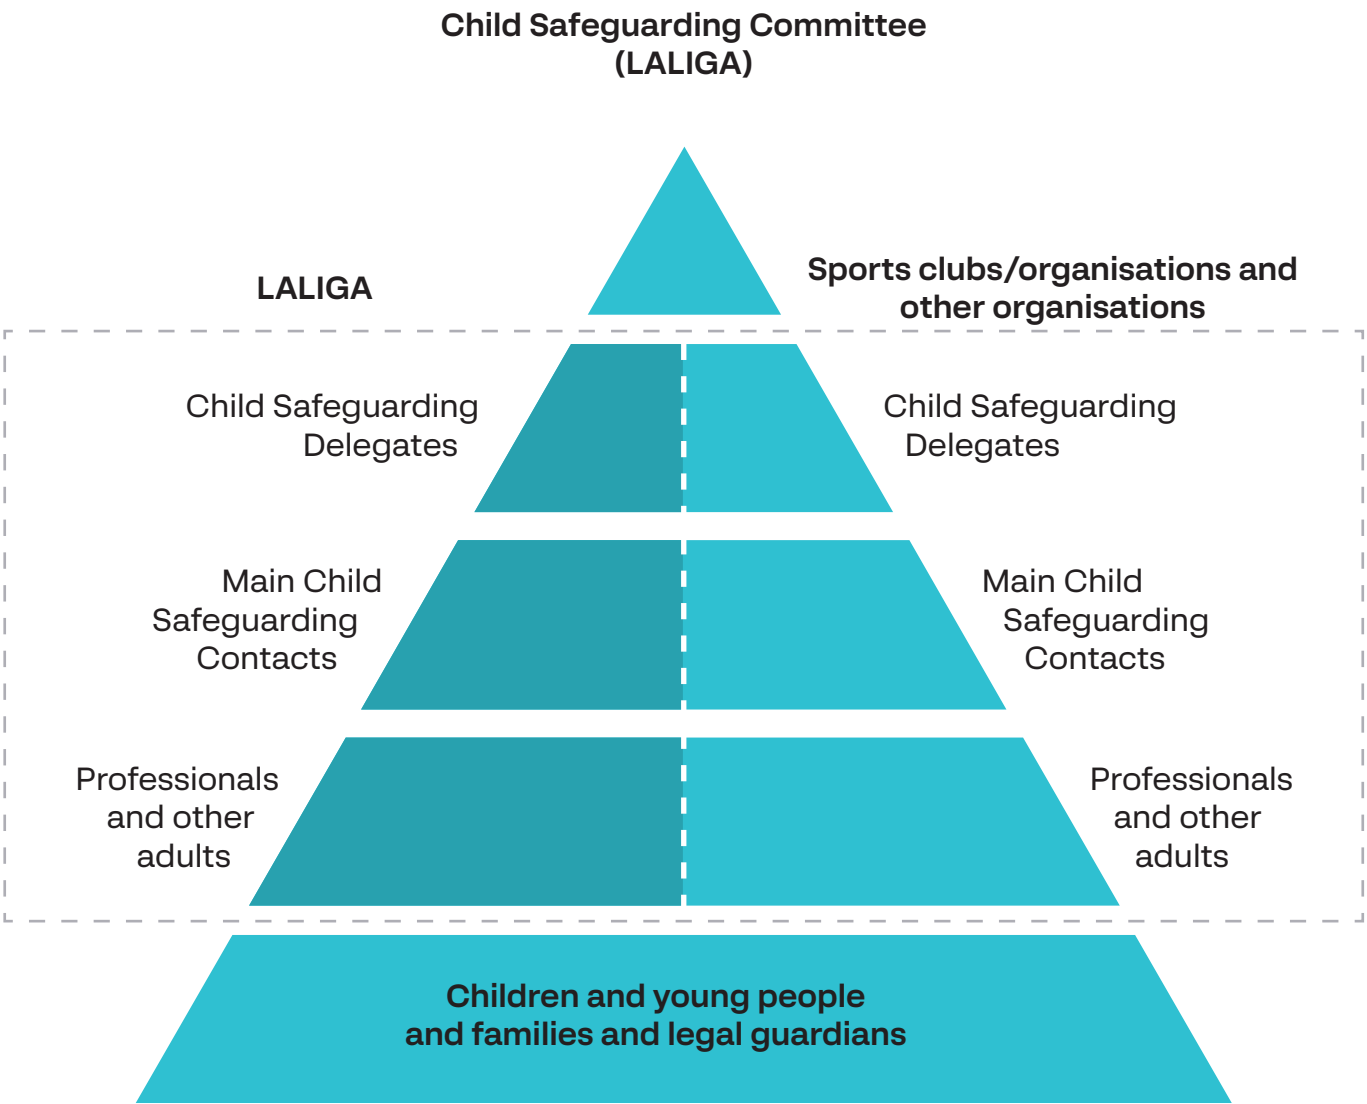 Child Safeguarding Committee
(LALIGA)
LALIGA
Sports clubs/organisations and
other organisations
Child Safeguarding
Delegates
Child Safeguarding
Delegates
Main Child
Safeguarding
Contacts
Main Child
Safeguarding
Contacts
Professionals
and other
adults
Professionals
and other
adults
Children and young people
and families and legal guardians